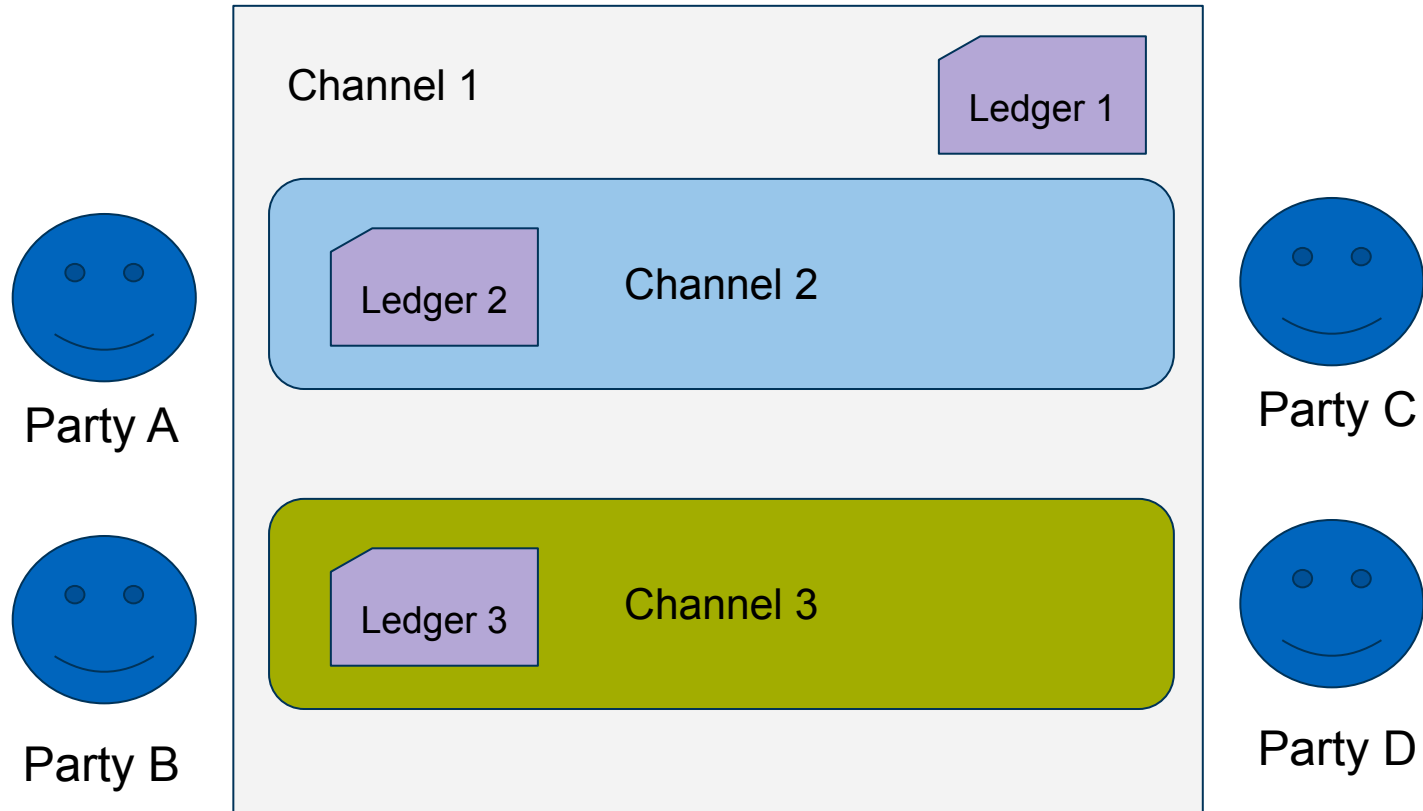 Channel 1
Ledger 1
Ledger 2
Channel 2
Party A
Party C
Ledger 3
Channel 3
Party B
Party D